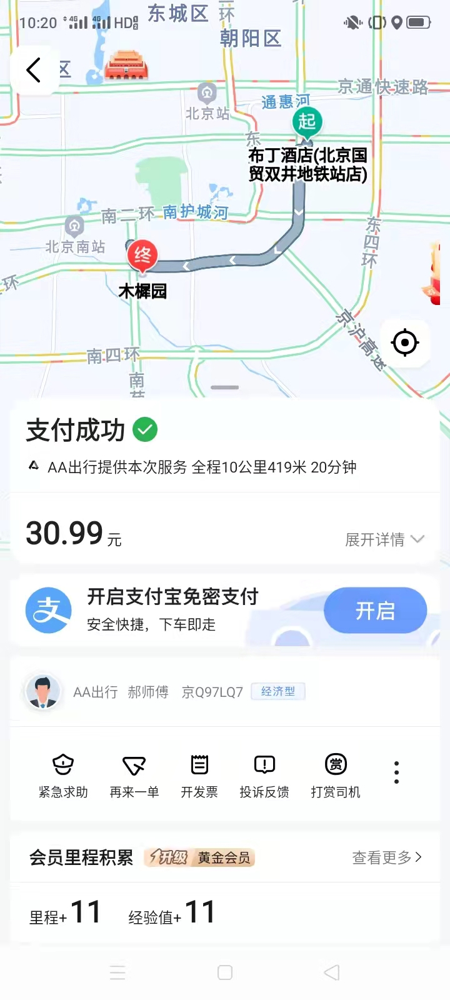 10:20 4G 4G HD
东城区
环
朝阳区
区
京通快速路
通惠河
北京站
起
东
布丁酒店(北京国
贸双井地铁站店)
南二环
南护城河
北京南站
东四环
终
环
木樨园
京沪高速
南四环
南苑
支付成功
AA出行提供本次服务 全程10公里419米 20分钟
30.99 元
展开详情
支
开启支付宝免密支付
安全快捷，下车即走
开启
AA出行 郝师傅 京Q97LQ7 经济型
紧急求助 再来一单 开发票 投诉反馈 赏 打赏司机
会员里程积累 升级 黄金会员 查看更多
里程+11 经验值+11